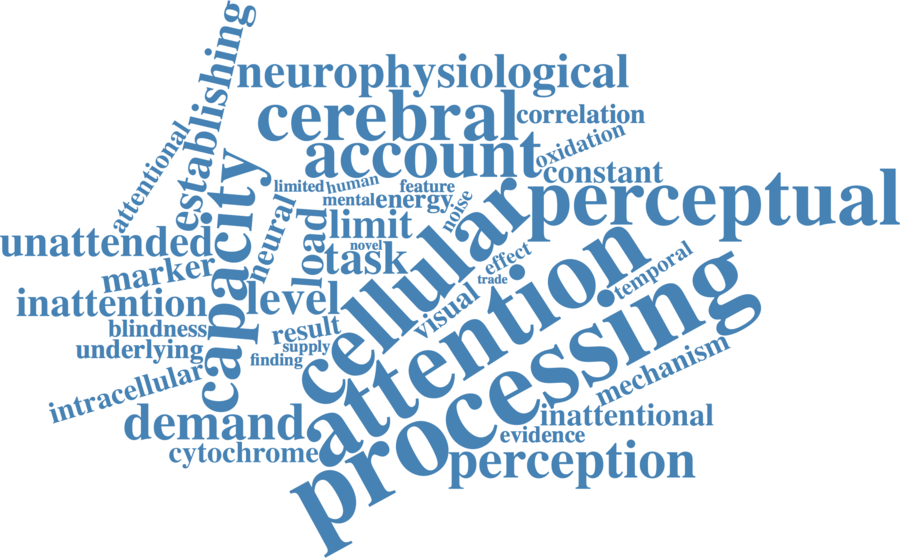 establishing
neurophysiological
cerebral
correlation
attentional
account
oxidation
constant
capacity
limited
human
feature
perceptual
mental
energy
noise
neural
load
limit
unattended
novel
task
cellular
effect
marker
trade
temporal
inattention
level
visual
attention
blindness
result
underlying
supply
finding
processing
intracellular
mechanism
demand
inattentional
evidence
cytochrome
perception